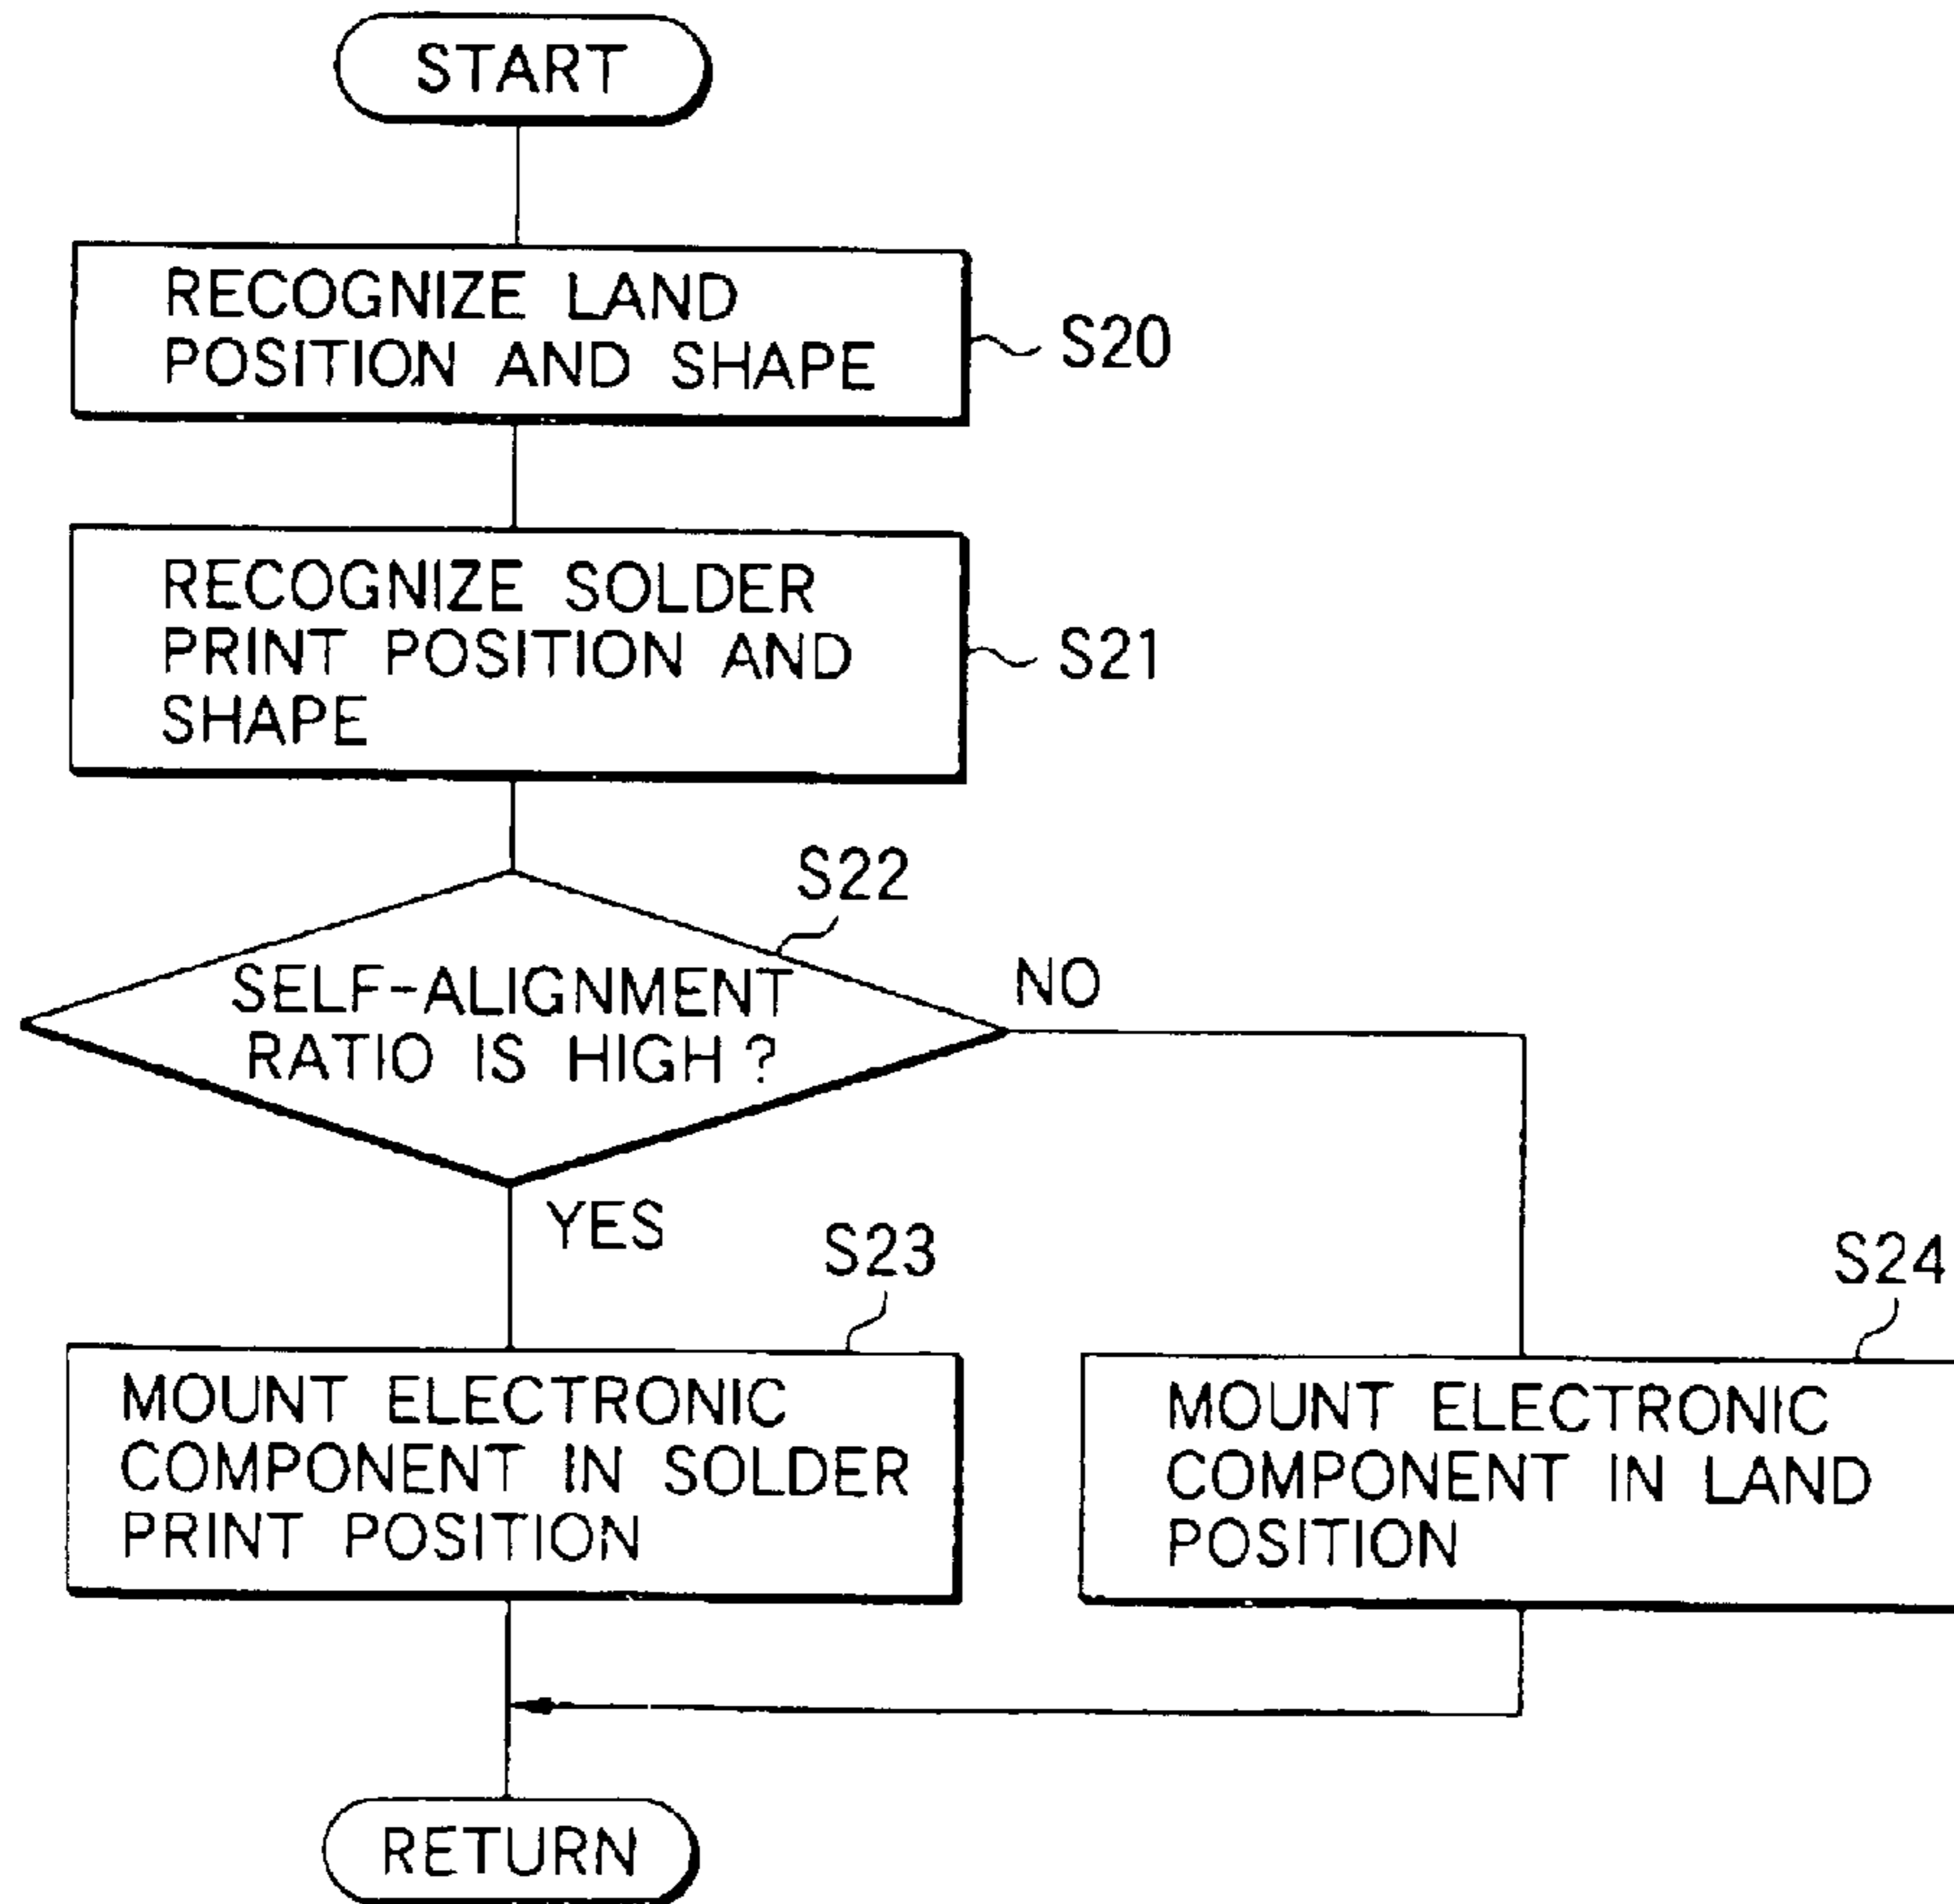 START
RECOGNIZE LAND
POSITION AND SHAPE
S20
RECOGNIZE SOLDER
PRINT POSITION AND
SHAPE
S21
S22
SELF-ALIGNMENT
RATIO IS HIGH ?
NO
YES
S23
MOUNT ELECTRONIC
COMPONENT IN SOLDER
PRINT POSITION
S24
MOUNT ELECTRONIC
COMPONENT IN LAND
POSITION
RETURN